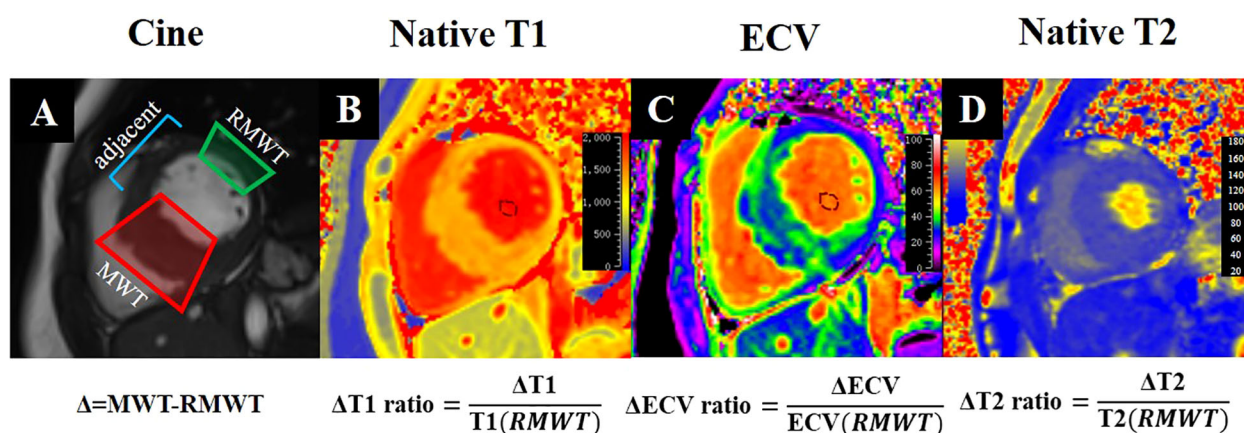 Cine
Native T1
ECV
Native T2
A
adjacent
RMWT
MWT
B
2,000
1,500
1,000
500
0
C
100
80
60
40
20
0
D
180
160
140
120
100
80
60
40
20
Δ=MWT-RMWT
ΔT1 ratio = ΔT1
T1(RMWT)
ΔECV ratio = ΔECV
ECV(RMWT)
ΔT2 ratio = ΔT2
T2(RMWT)